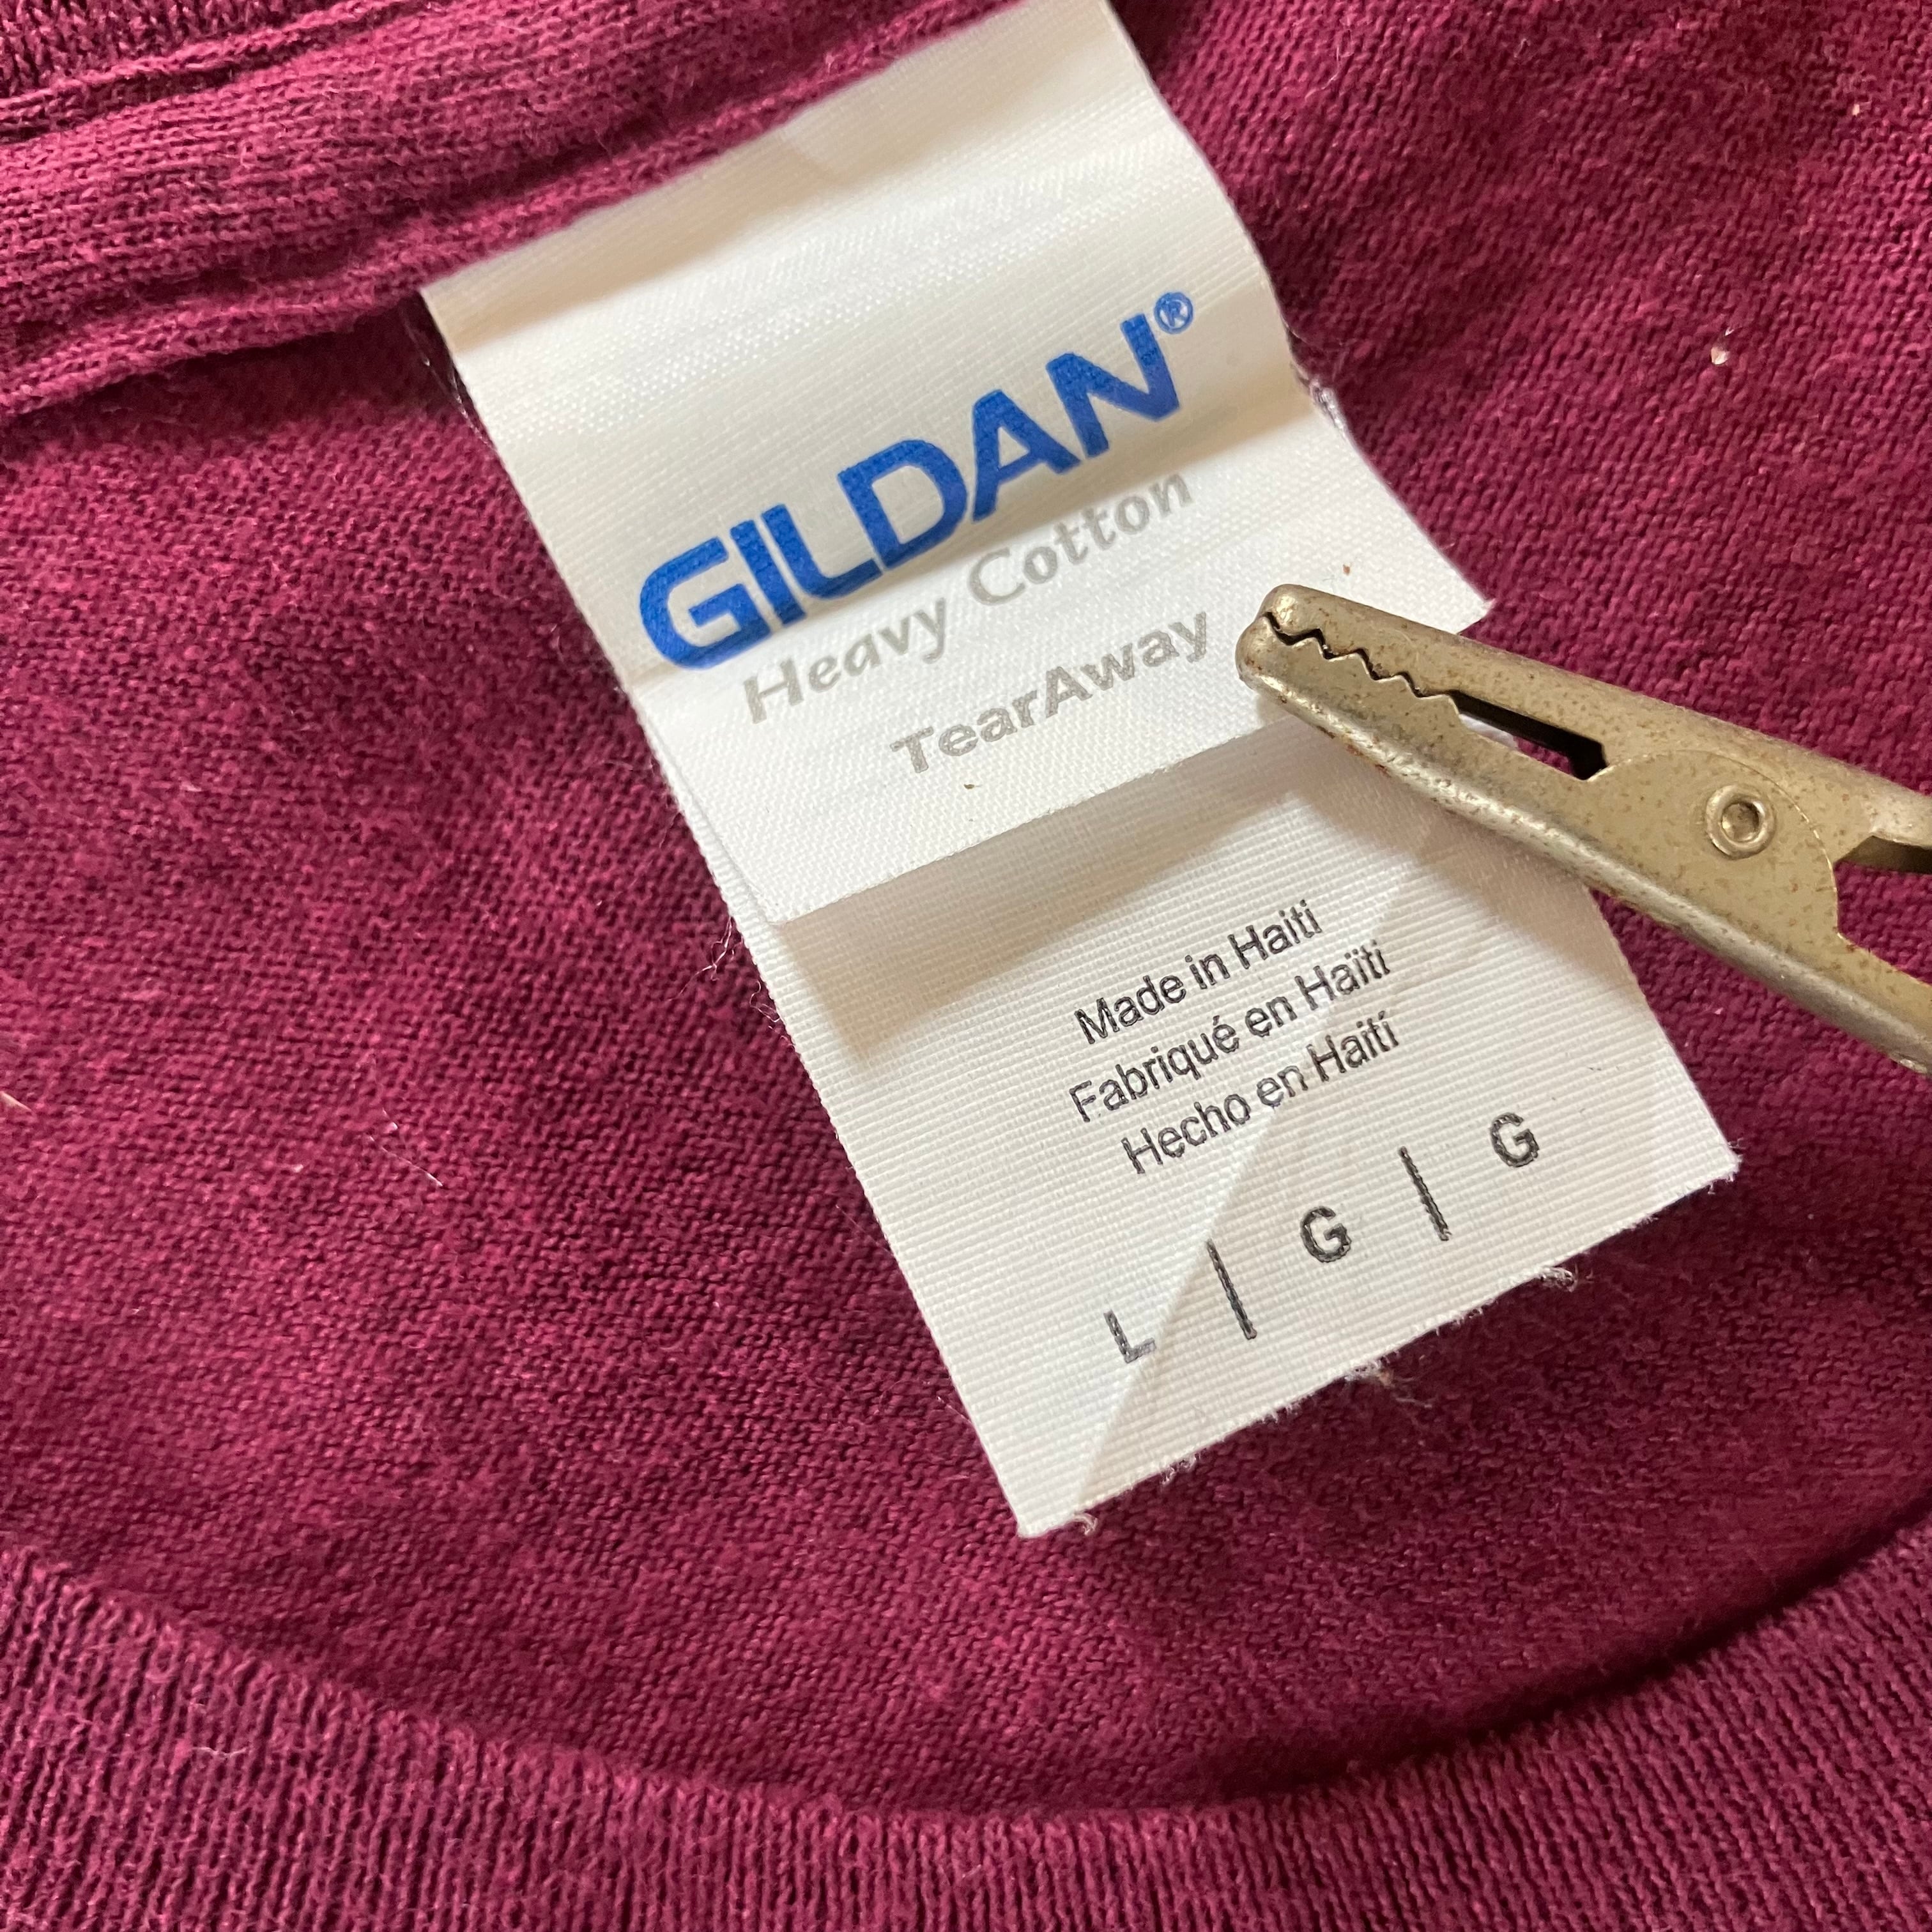 GILDAN®
Heavy Cotton
TearAway
Made in Haiti
Fabriqué en Haïti
Hecho en Haití
L | G | G